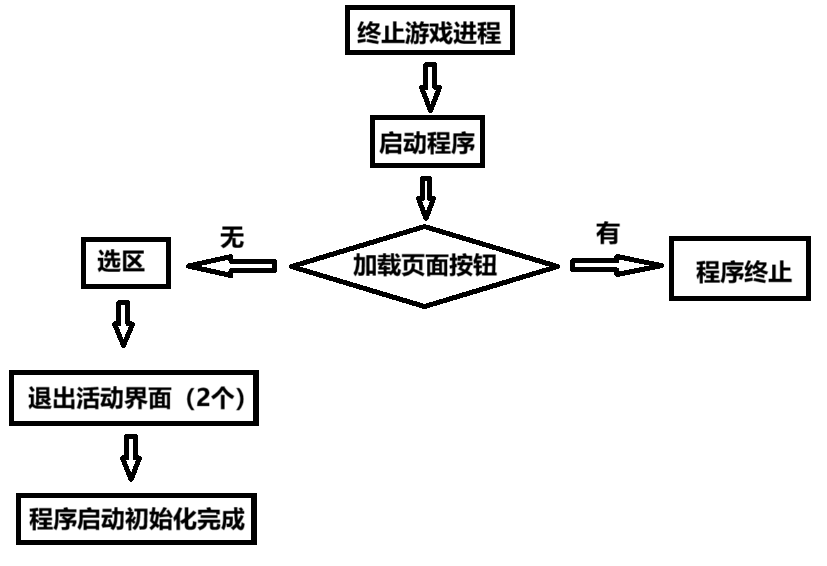 终止游戏进程
启动程序
无
有
选区
加载页面按钮
程序终止
退出活动界面（2个）
程序启动初始化完成